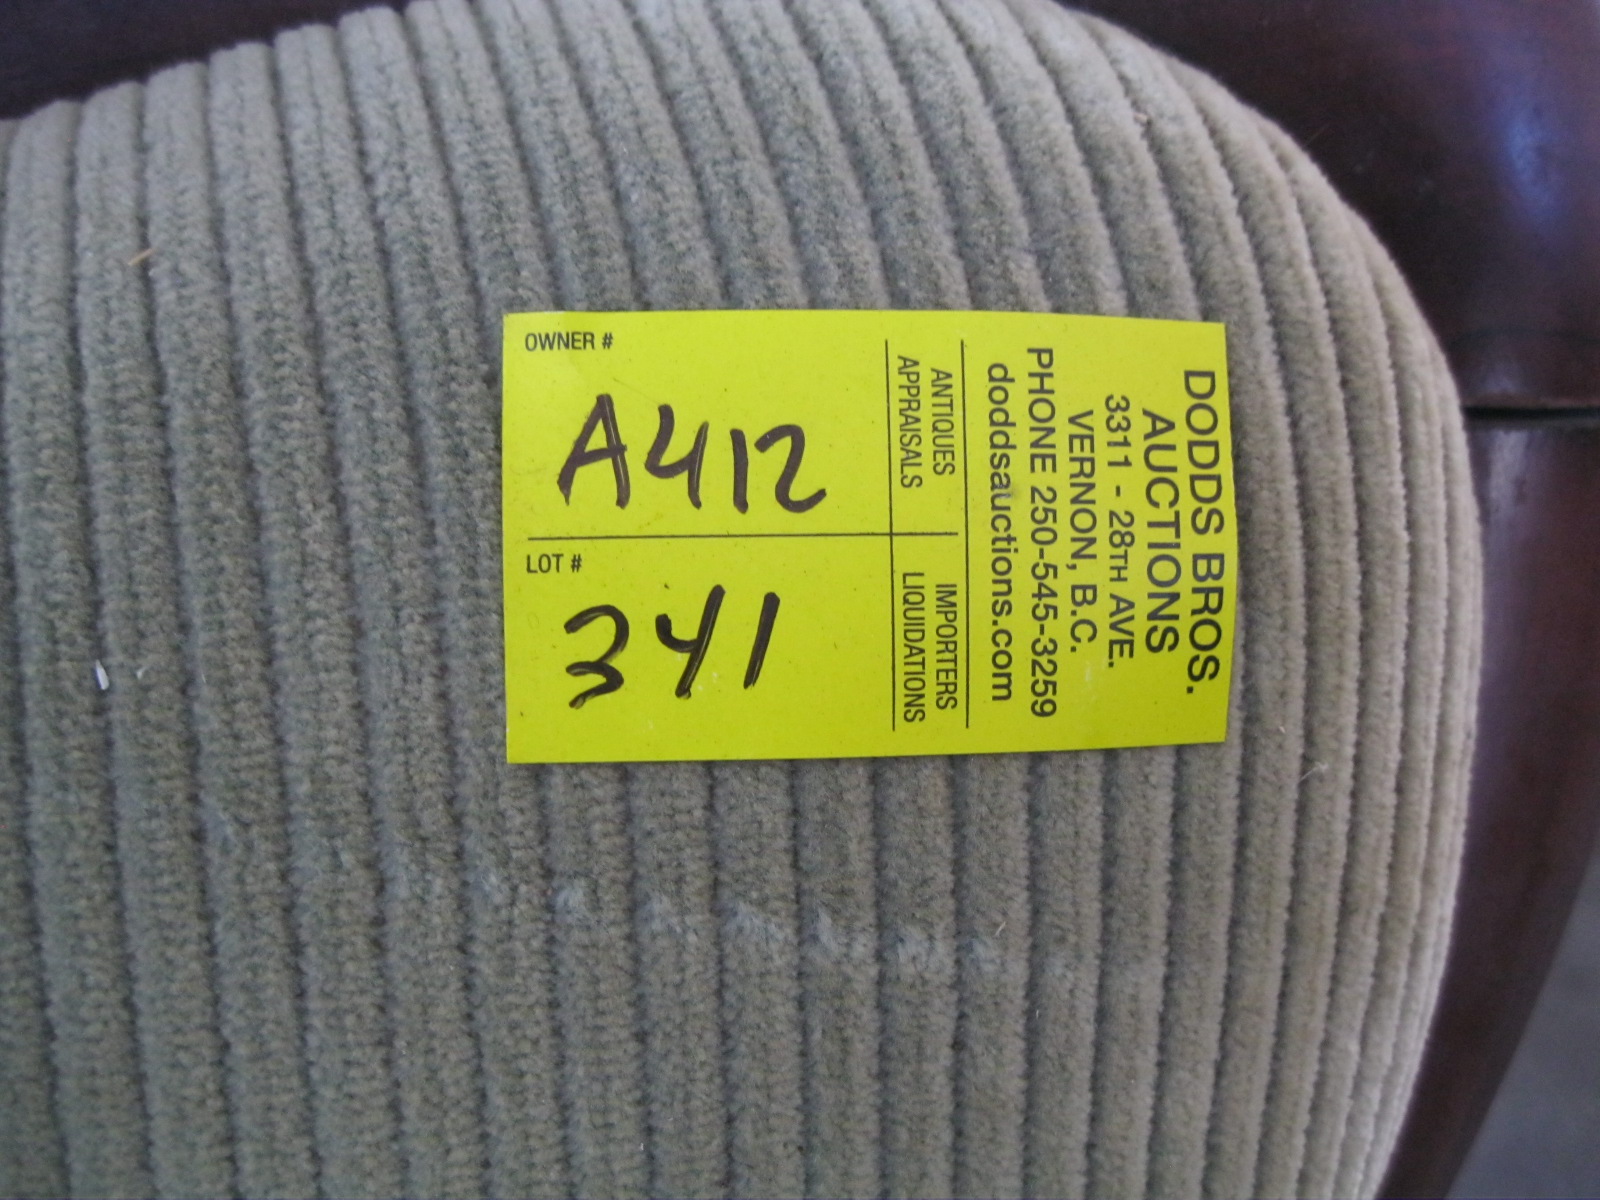 DODDS BROS.
AUCTIONS
3311 - 28TH AVE.
VERNON, B.C.
PHONE 250-545-3259
doddsauctions.com
ANTIQUES
APPRAISALS
IMPORTERS
LIQUIDATIONS
OWNER #
A412
LOT #
341